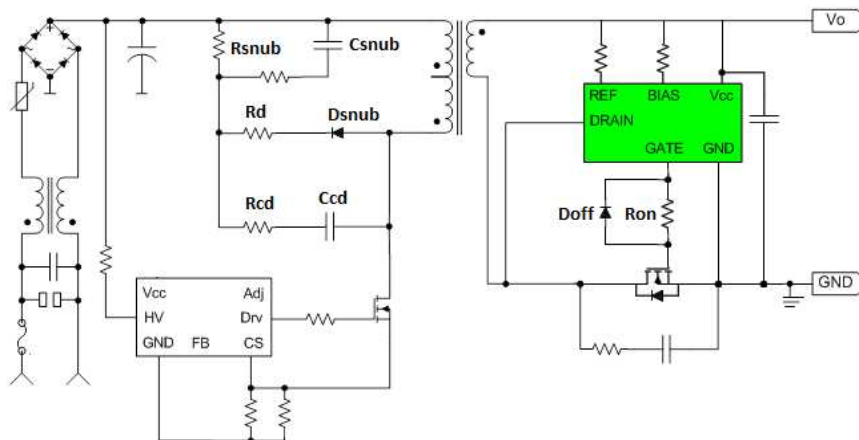 Vo
Rsnub
Csnub
REF BIAS Vcc
DRAIN
GATE GND
Rd
Dsnub
Doff
Ron
Rcd
Ccd
GND
Vcc Adj
HV Drv
GND FB CS